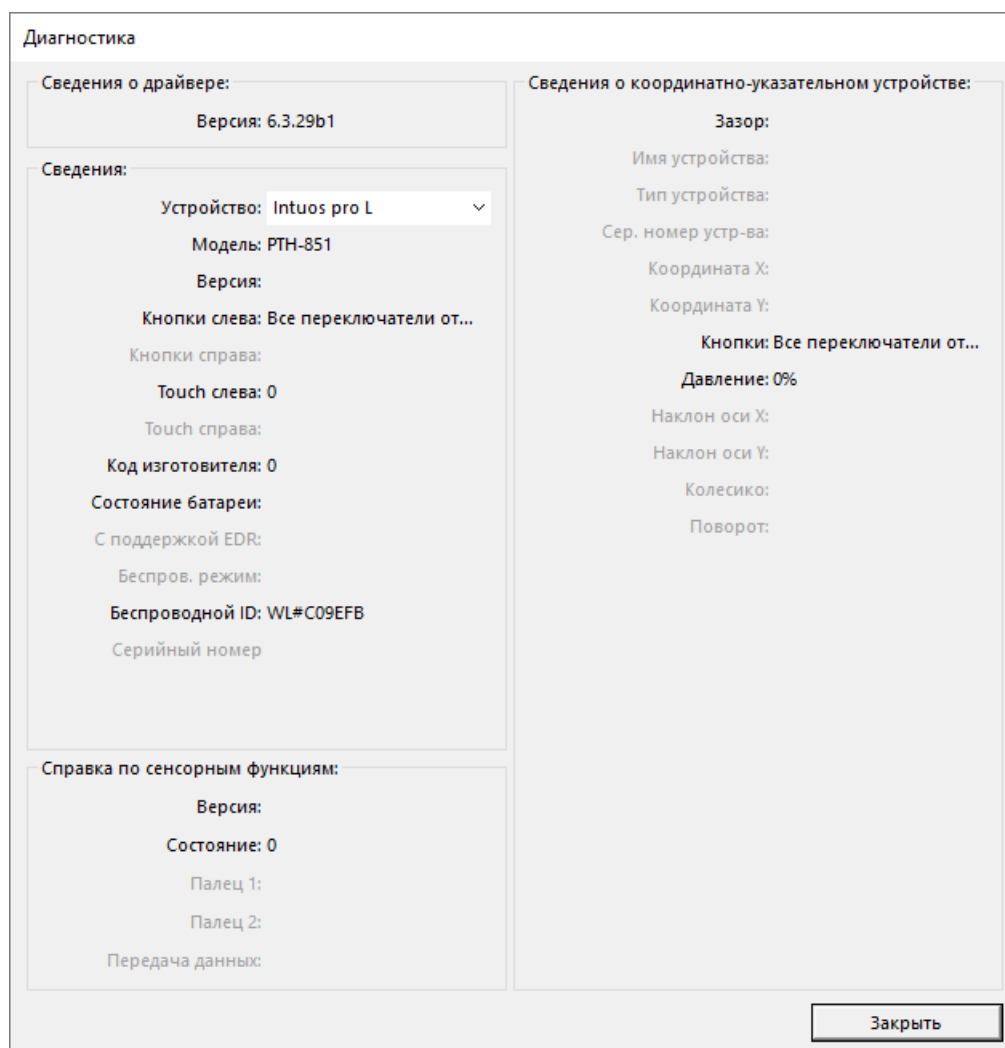 Диагностика
Сведения о драйвере:
Версия: 6.3.29b1
Сведения:
Устройство: Intuos pro L
Модель: PTH-851
Версия:
Кнопки слева: Все переключатели от...
Кнопки справа:
Touch слева: 0
Touch справа:
Код изготовителя: 0
Состояние батареи:
С поддержкой EDR:
Беспров. режим:
Беспроводной ID: WL#C09EFB
Серийный номер
Справка по сенсорным функциям:
Версия:
Состояние: 0
Палец 1:
Палец 2:
Передача данных:
Сведения о координатно-указательном устройстве:
Зазор:
Имя устройства:
Тип устройства:
Сер. номер устр-ва:
Координата X:
Координата Y:
Кнопки: Все переключатели от...
Давление: 0%
Наклон оси X:
Наклон оси Y:
Колесико:
Поворот:
Закрыть